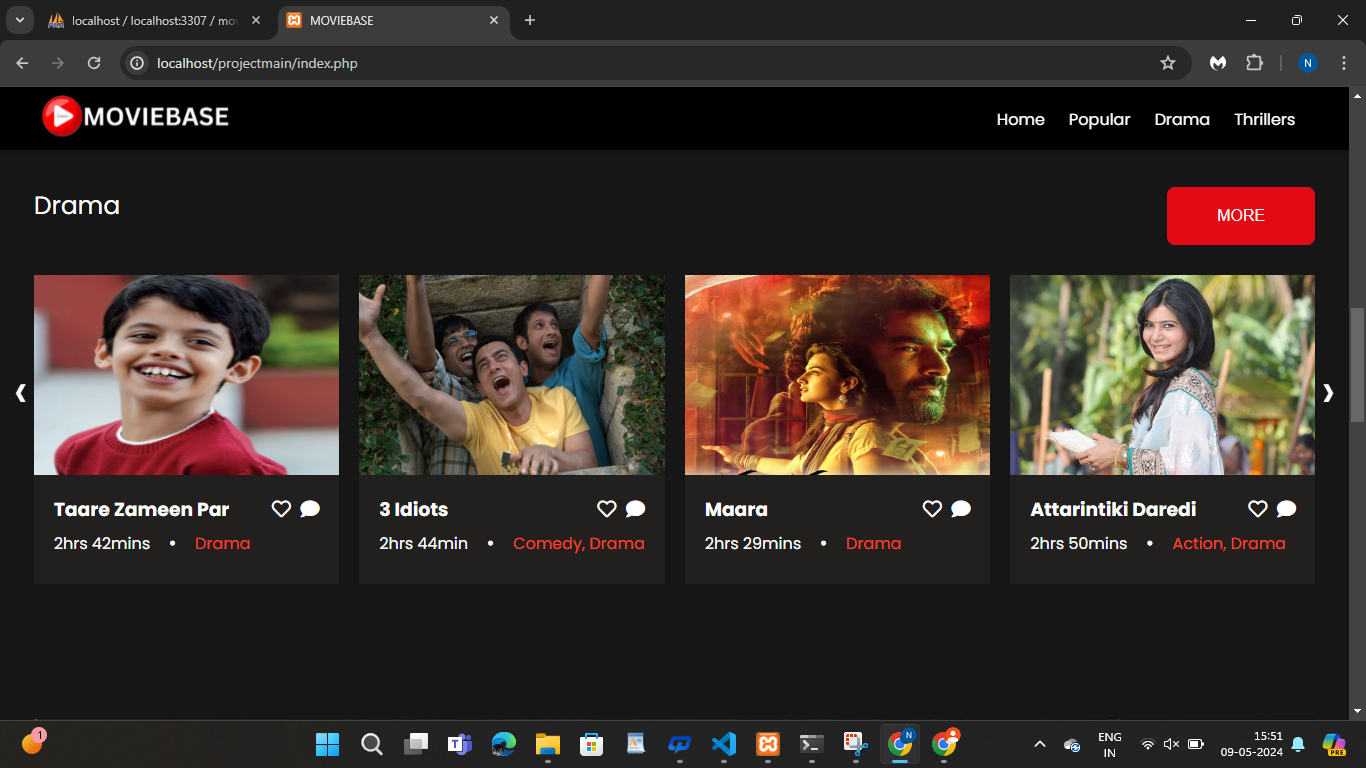 localhost / localhost:3307 / mov
MOVIEBASE
localhost/projectmain/index.php
N
MOVIEBASE
Home Popular Drama Thrillers
Drama
MORE
Taare Zameen Par
2hrs 42mins • Drama
3 Idiots
2hrs 44min • Comedy, Drama
Maara
2hrs 29mins • Drama
Attarintiki Daredi
2hrs 50mins • Action, Drama
1
N
ENG
IN
15:51
09-05-2024
PRE